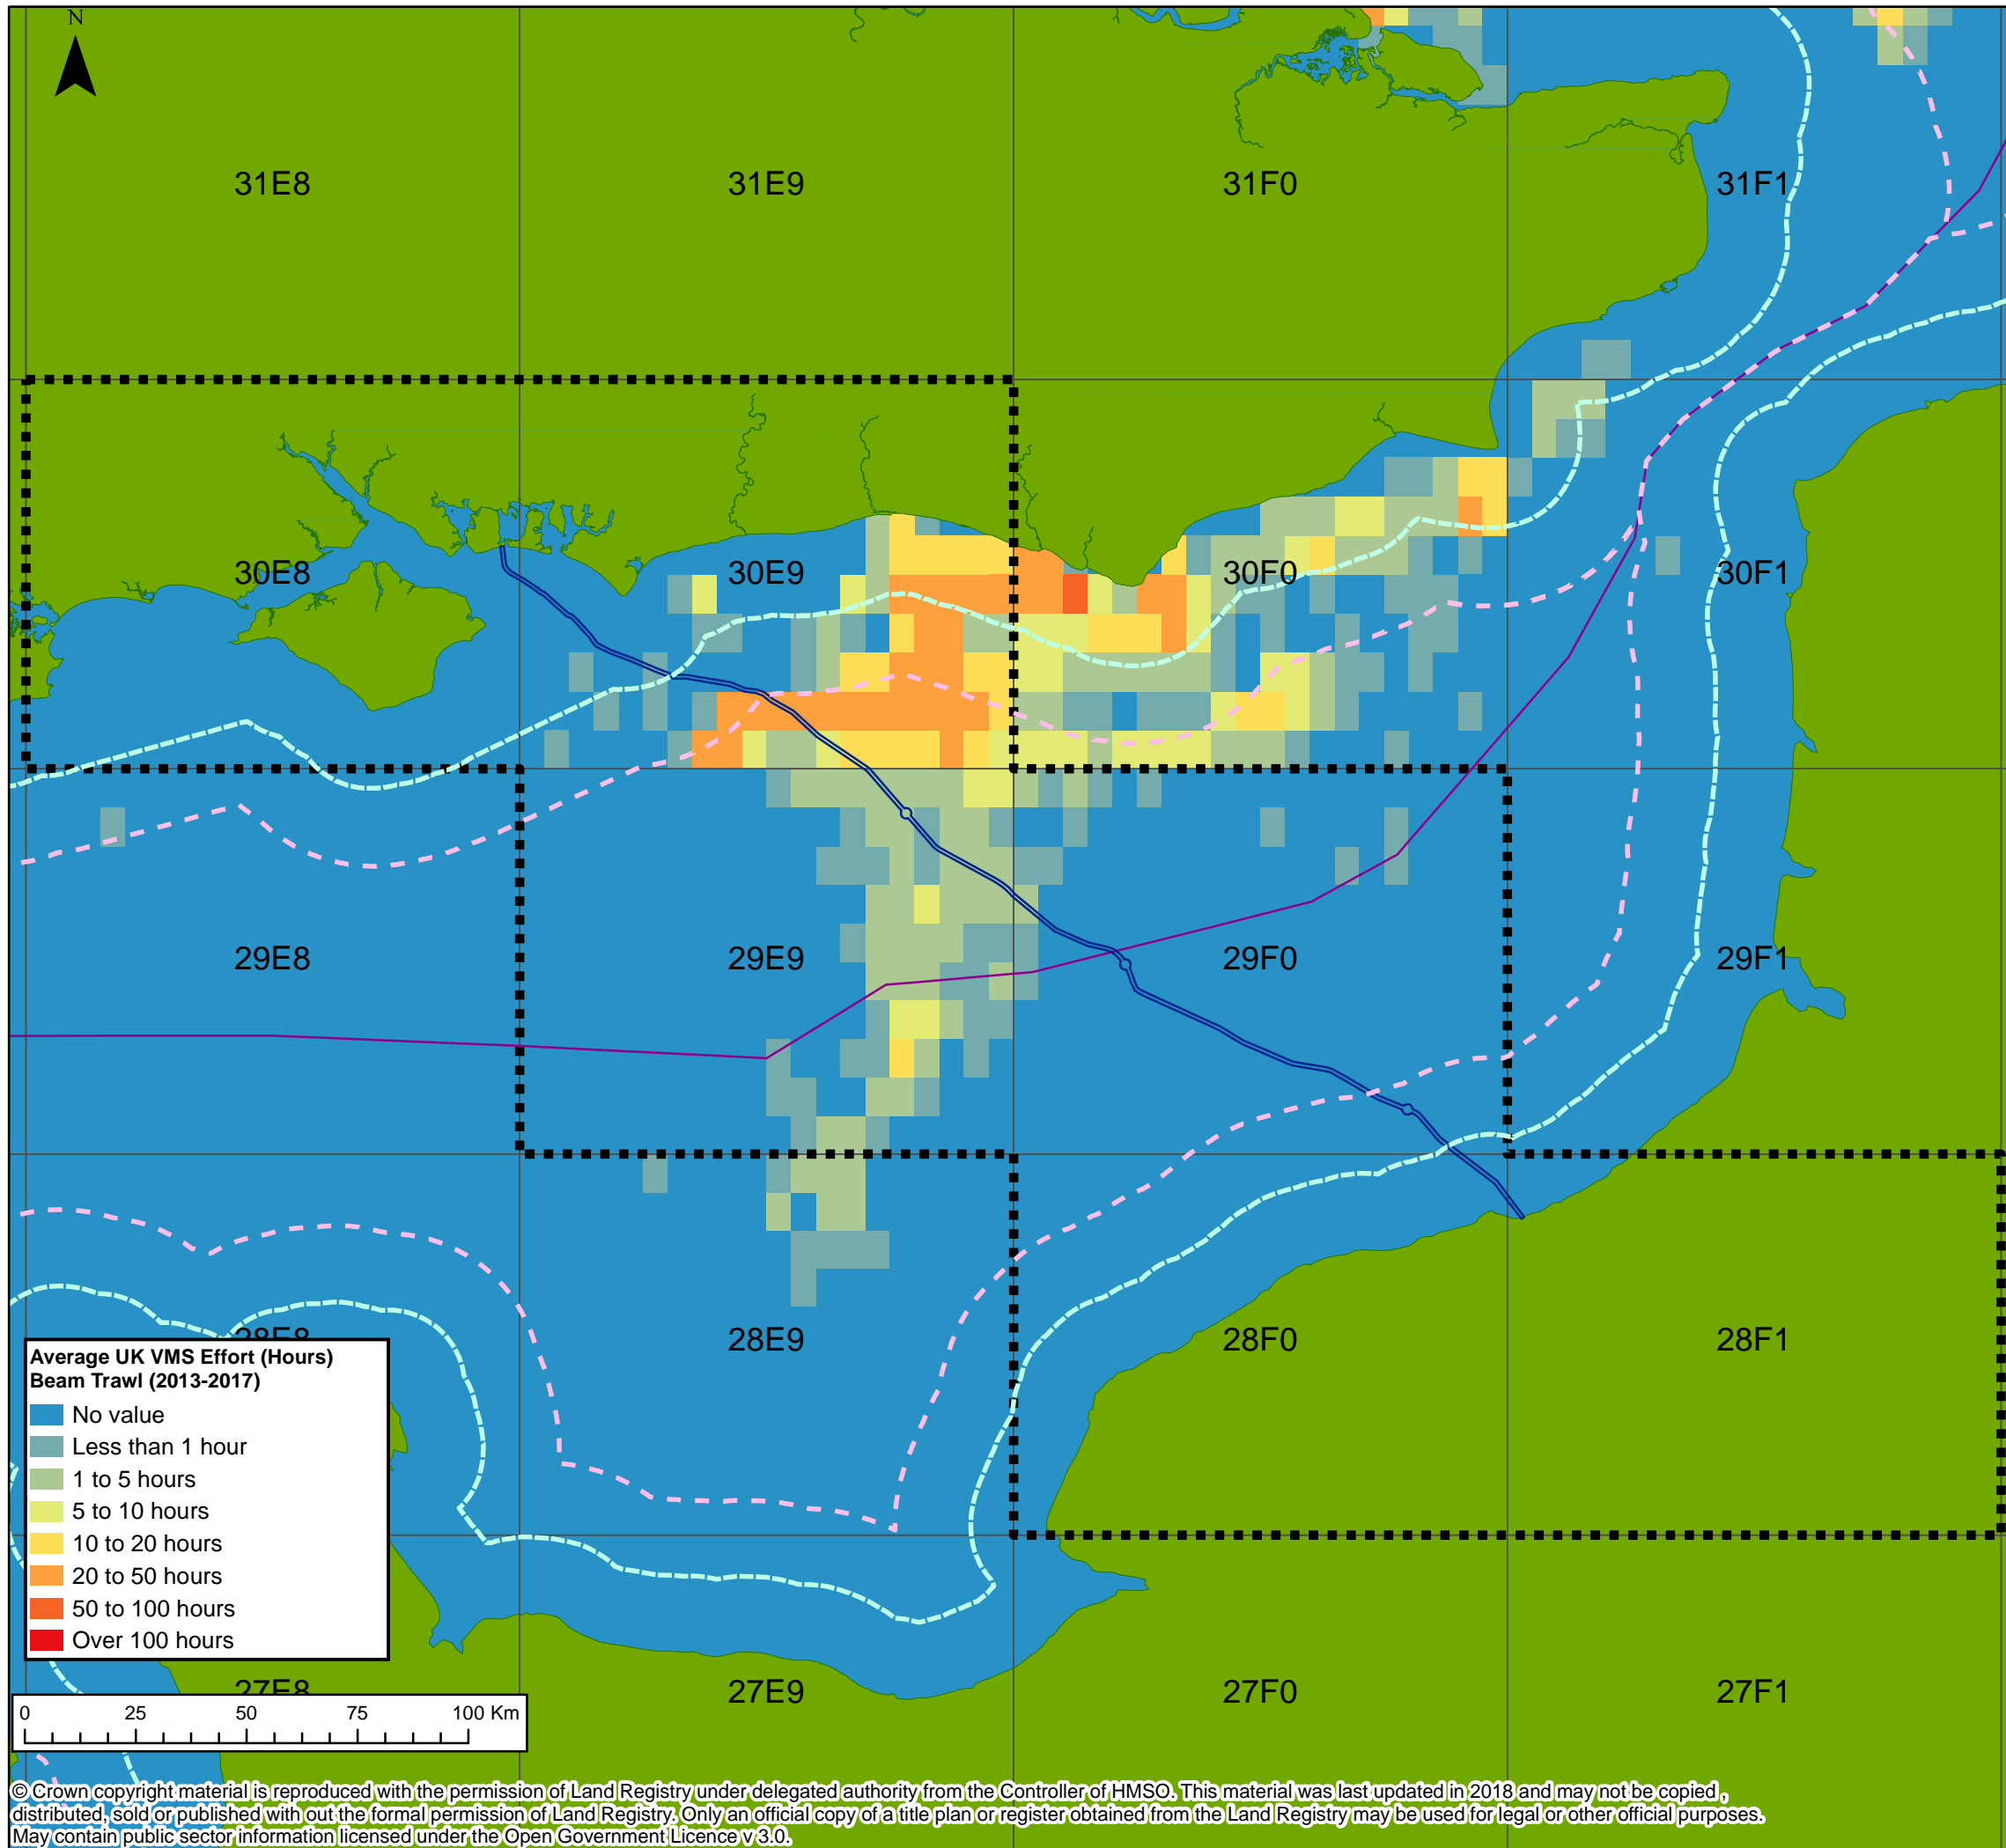 N
31E8
31E9
31F0
31F1
30E8
30E9
30F0
30F1
29E8
29E9
29F0
29F1
28E8
28E9
28F0
28F1
Average UK VMS Effort (Hours)
Beam Trawl (2013-2017)
No value
Less than 1 hour
1 to 5 hours
5 to 10 hours
10 to 20 hours
20 to 50 hours
50 to 100 hours
Over 100 hours
27E8
27E9
27F0
27F1
0 25 50 75 100 Km
© Crown copyright material is reproduced with the permission of Land Registry under delegated authority from the Controller of HMSO. This material was last updated in 2018 and may not be copied ,
distributed, sold or published with out the formal permission of Land Registry. Only an official copy of a title plan or register obtained from the Land Registry may be used for legal or other official purposes.
May contain public sector information licensed under the Open Government Licence v 3.0.